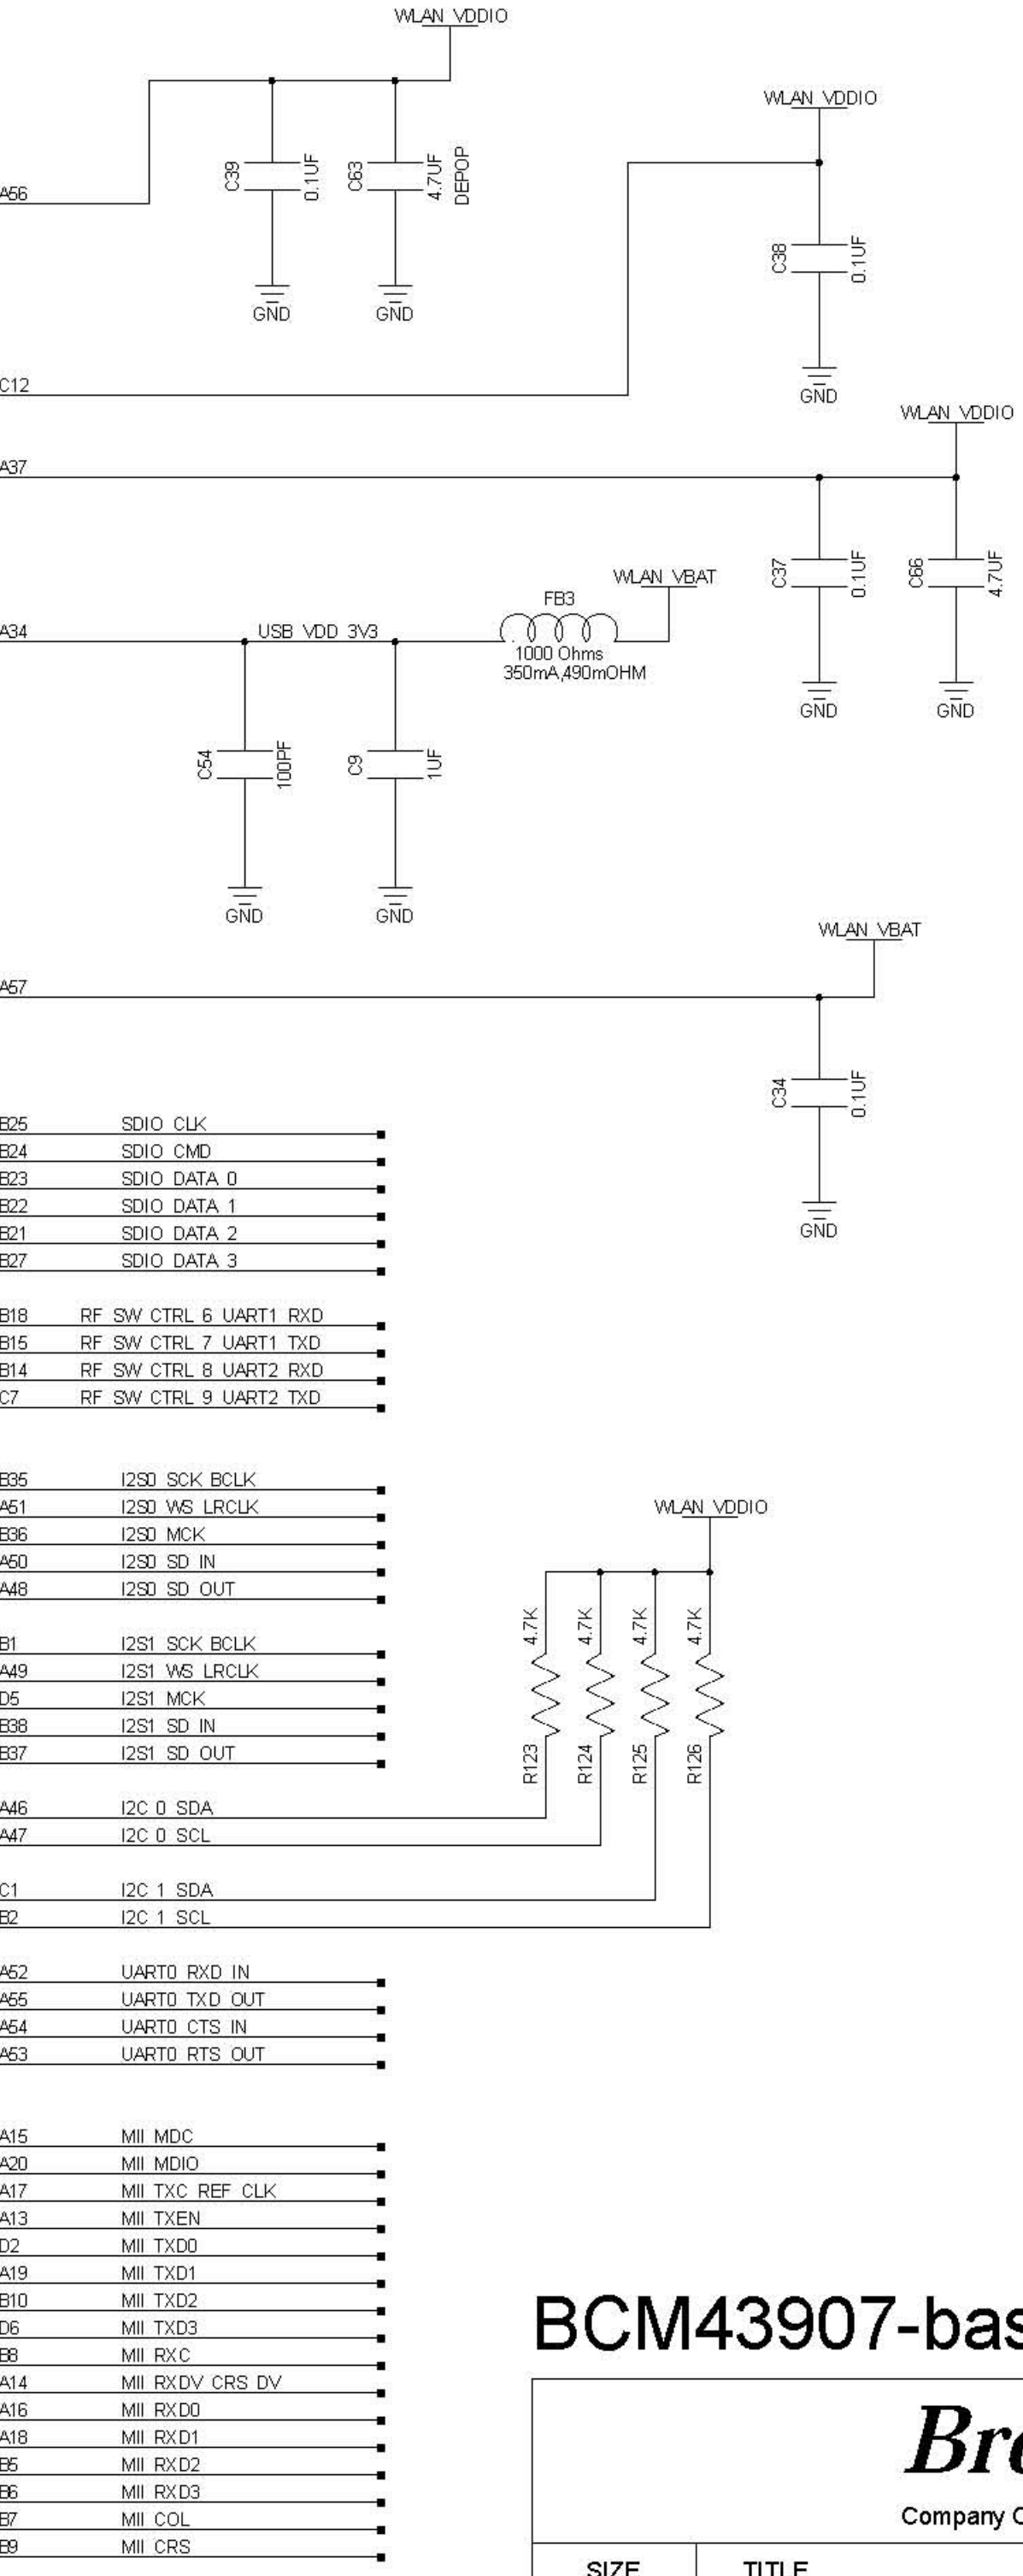 WLAN_VDDIO
WLAN_VDDIO
A56
C39
0.1UF
C63
4.7UF
DEPOP
C38
0.1UF
GND
GND
C12
GND
WLAN_VDDIO
A37
C37
0.1UF
C66
4.7UF
WLAN_VBAT
FB3
A34
USB_VDD_3V3
1000 Ohms
350mA,490mOHM
GND
GND
C54
100PF
C9
1UF
GND
GND
WLAN_VBAT
A57
C34
0.1UF
GND
B25 SDIO_CLK
B24 SDIO_CMD
B23 SDIO_DATA_0
B22 SDIO_DATA_1
B21 SDIO_DATA_2
B27 SDIO_DATA_3
B18 RF_SW_CTRL_6_UART1_RXD
B15 RF_SW_CTRL_7_UART1_TXD
B14 RF_SW_CTRL_8_UART2_RXD
C7 RF_SW_CTRL_9_UART2_TXD
B35 I2S0_SCK_BCLK
A51 I2S0_WS_LRCLK
B36 I2S0_MCK
A50 I2S0_SD_IN
A48 I2S0_SD_OUT
WLAN_VDDIO
4.7K
4.7K
4.7K
4.7K
B1 I2S1_SCK_BCLK
A49 I2S1_WS_LRCLK
D5 I2S1_MCK
B38 I2S1_SD_IN
B37 I2S1_SD_OUT
R123
R124
R125
R126
A46 I2C_0_SDA
A47 I2C_0_SCL
C1 I2C_1_SDA
B2 I2C_1_SCL
A52 UART0_RXD_IN
A55 UART0_TXD_OUT
A54 UART0_CTS_IN
A53 UART0_RTS_OUT
A15 MII_MDC
A20 MII_MDIO
A17 MII_TXC_REF_CLK
A13 MII_TXEN
D2 MII_TXD0
A19 MII_TXD1
B10 MII_TXD2
D6 MII_TXD3
B8 MII_RXC
A14 MII_RXDV_CRS_DV
A16 MII_RXD0
A18 MII_RXD1
B5 MII_RXD2
B6 MII_RXD3
B7 MII_COL
B9 MII_CRS
BCM43907-bas
Bro
Company C
SIZE
TITLE